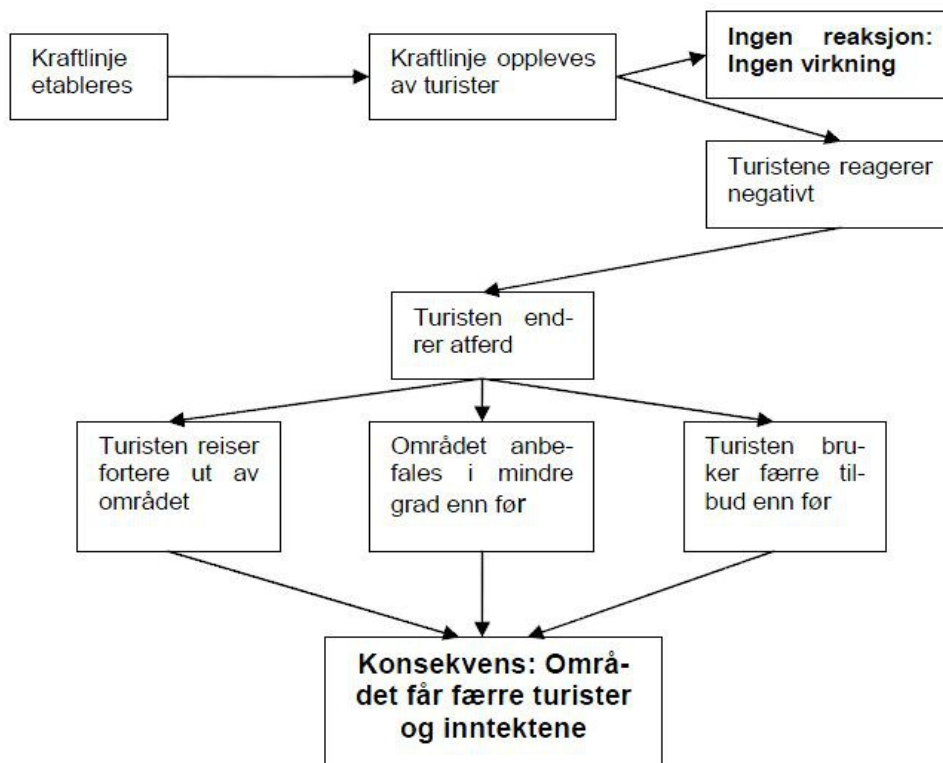 Kraftlinje
etableres
Kraftlinje oppleves
av turister
Ingen reaksjon:
Ingen virkning
Turistene reagerer
negativt
Turisten end-
rer atferd
Turisten reiser
fortere ut av
området
Området anbe-
fales i mindre
grad enn før
Turisten bru-
ker færre til-
bud enn før
Konsekvens: Områ-
det får færre turister
og inntektene